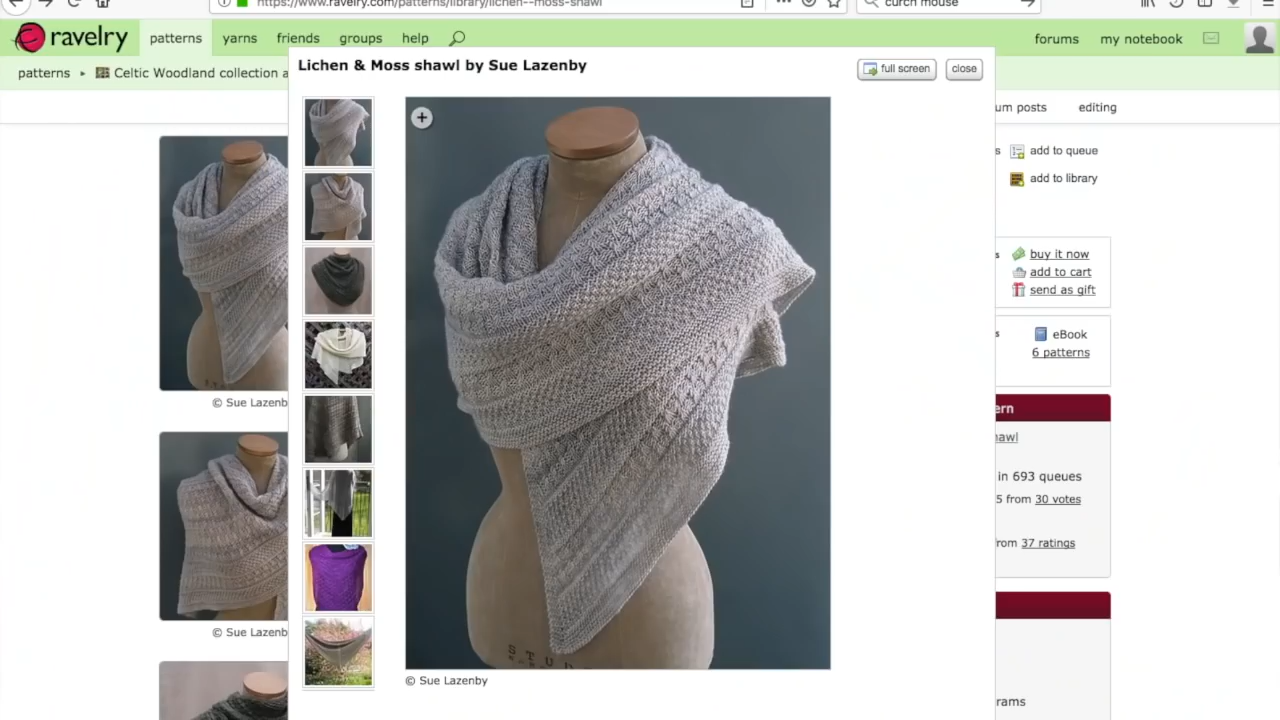 https://www.ravelry.com/patterns/library/lichen--moss-shawl
curch mouse
ravelry
patterns
yarns
friends
groups
help
forums
my notebook
patterns ▸ Celtic Woodland collection a
Lichen & Moss shawl by Sue Lazenby
full screen
close
um posts
editing
add to queue
add to library
buy it now
add to cart
send as gift
eBook
6 patterns
© Sue Lazenb
ern
awl
in 693 queues
5 from 30 votes
rom 37 ratings
© Sue Lazenb
© Sue Lazenby
rams